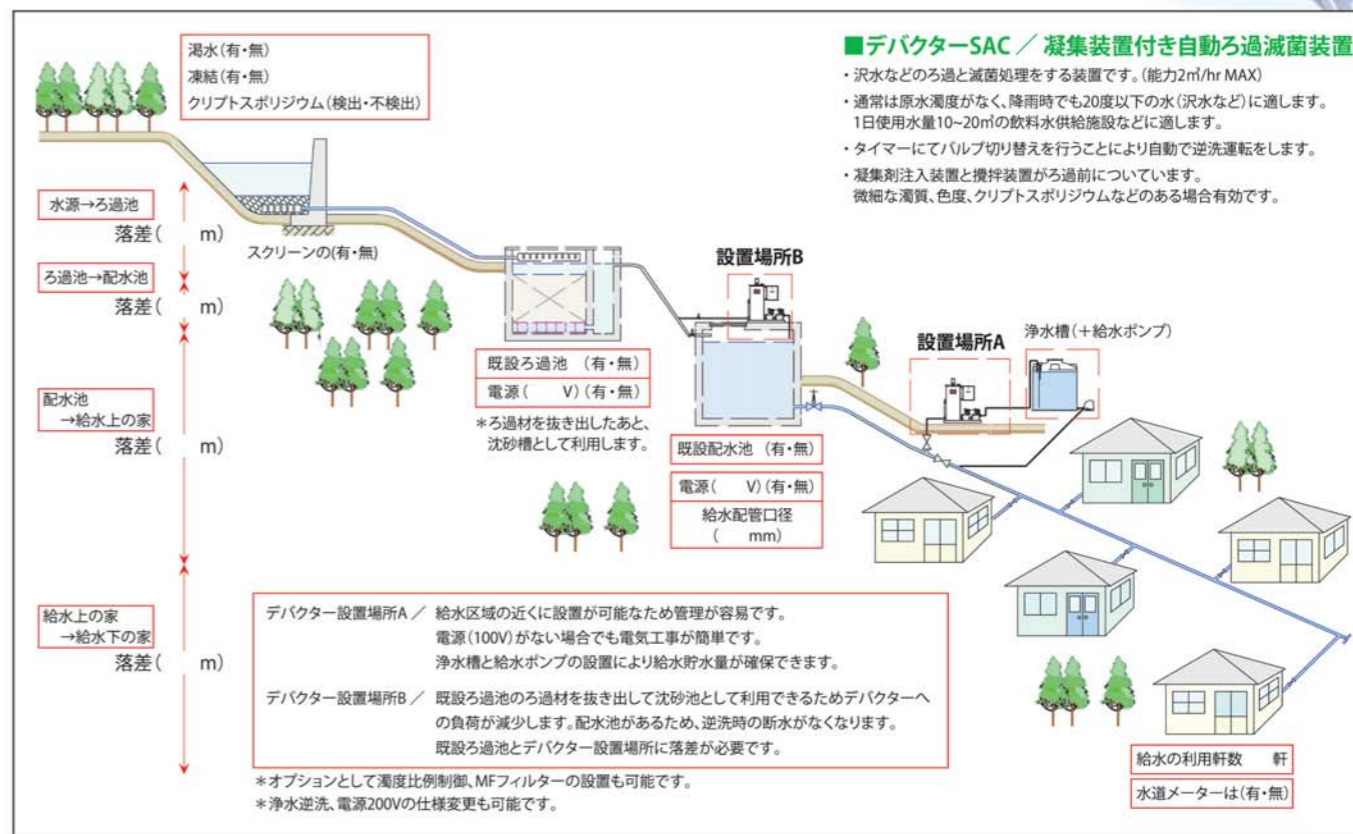 渇水(有・無)
凍結(有・無)
クリプトスポリジウム(検出・不検出)
■デバクターSAC ／ 凝集装置付き自動ろ過滅菌装置
・沢水などのろ過と滅菌処理をする装置です。(能力2㎥/hr MAX)
・通常は原水濁度がなく、降雨時でも20度以下の水(沢水など)に適します。
1日使用水量10~20㎥の飲料水供給施設などに適します。
・タイマーにてバルブ切り替えを行うことにより自動で逆洗運転をします。
・凝集剤注入装置と攪拌装置がろ過前についています。
微細な濁質、色度、クリプトスポリジウムなどのある場合有効です。
水源→ろ過池
落差(　　m)
スクリーンの(有・無)
ろ過池→配水池
落差(　　m)
設置場所B
設置場所A
浄水槽(＋給水ポンプ)
既設ろ過池 (有・無)
電源(　　V)(有・無)
＊ろ過材を抜き出したあと、
沈砂槽として利用します。
配水池
→給水上の家
落差(　　m)
既設配水池 (有・無)
電源(　　V)(有・無)
給水配管口径
(　　mm)
給水上の家
→給水下の家
落差(　　m)
デバクター設置場所A ／ 給水区域の近くに設置が可能なため管理が容易です。
電源(100V)がない場合でも電気工事が簡単です。
浄水槽と給水ポンプの設置により給水貯水量が確保できます。
デバクター設置場所B ／ 既設ろ過池のろ過材を抜き出して沈砂池として利用できるためデバクターへ
の負荷が減少します。配水池があるため、逆洗時の断水がなくなります。
既設ろ過池とデバクター設置場所に落差が必要です。
＊オプションとして濁度比例制御、MFフィルターの設置も可能です。
＊浄水逆洗、電源200Vの仕様変更も可能です。
給水の利用軒数　　軒
水道メーターは(有・無)